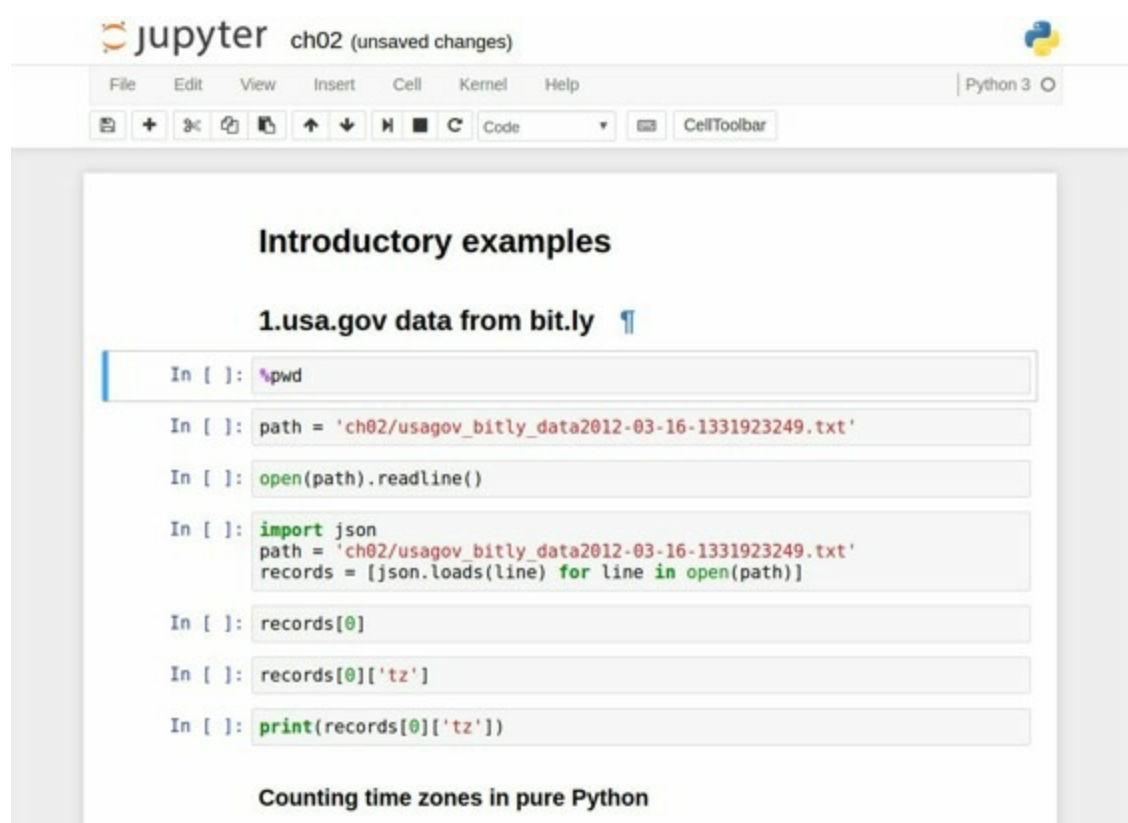 jupyter ch02 (unsaved changes)
File Edit View Insert Cell Kernel Help Python 3
Code CellToolbar
Introductory examples
1.usa.gov data from bit.ly ¶
In [ ]: %pwd
In [ ]: path = 'ch02/usagov_bitly_data2012-03-16-1331923249.txt'
In [ ]: open(path).readline()
In [ ]: import json
path = 'ch02/usagov_bitly_data2012-03-16-1331923249.txt'
records = [json.loads(line) for line in open(path)]
In [ ]: records[0]
In [ ]: records[0]['tz']
In [ ]: print(records[0]['tz'])
Counting time zones in pure Python